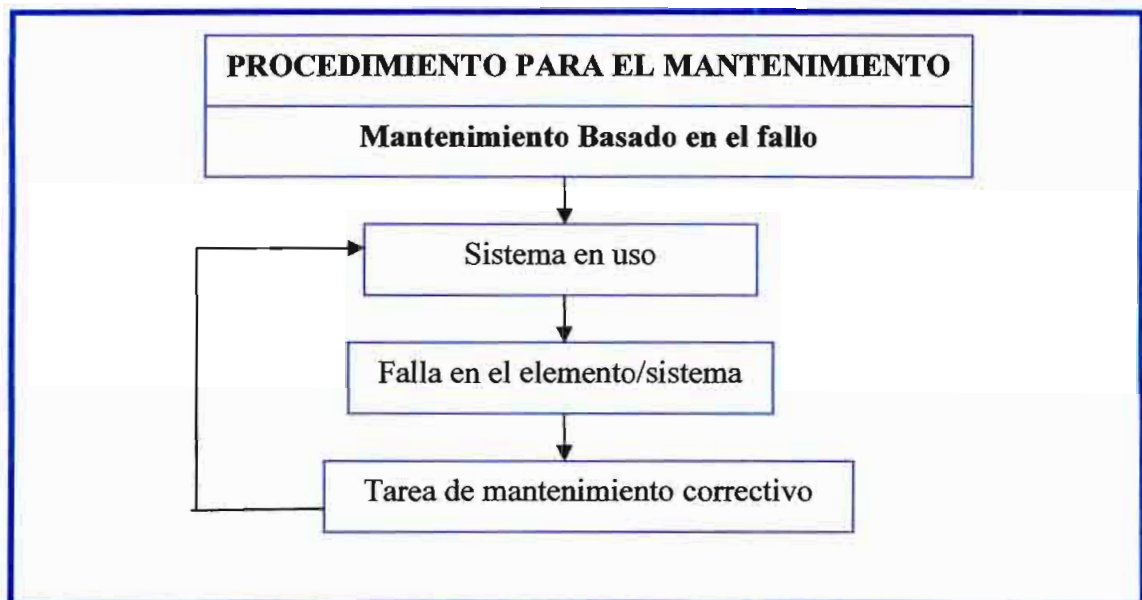 PROCEDIMIENTO PARA EL MANTENIMIENTO
Mantenimiento Basado en el fallo
Sistema en uso
Falla en el elemento/sistema
Tarea de mantenimiento correctivo